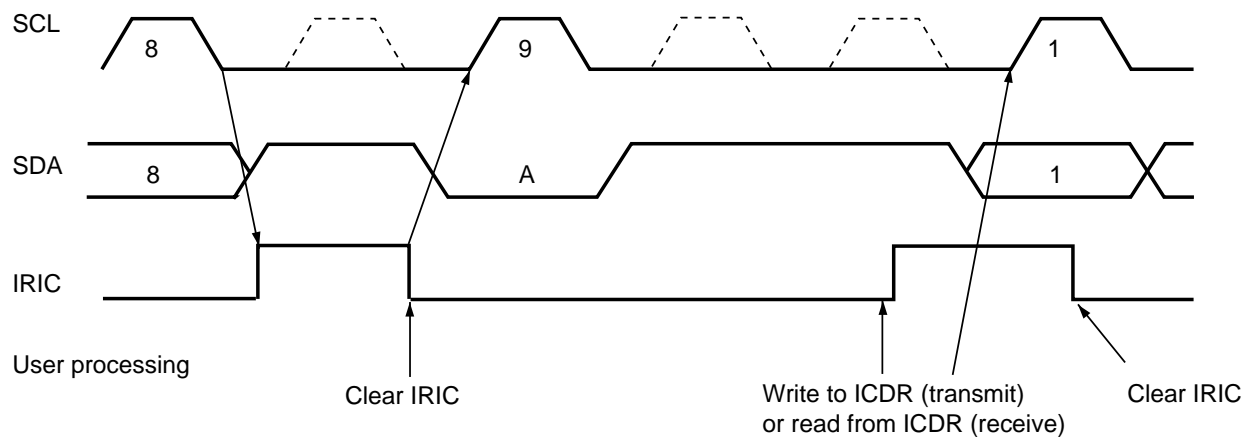 SCL
8
9
1
SDA
8
A
1
IRIC
User processing
Clear IRIC
Write to ICDR (transmit)
or read from ICDR (receive)
Clear IRIC